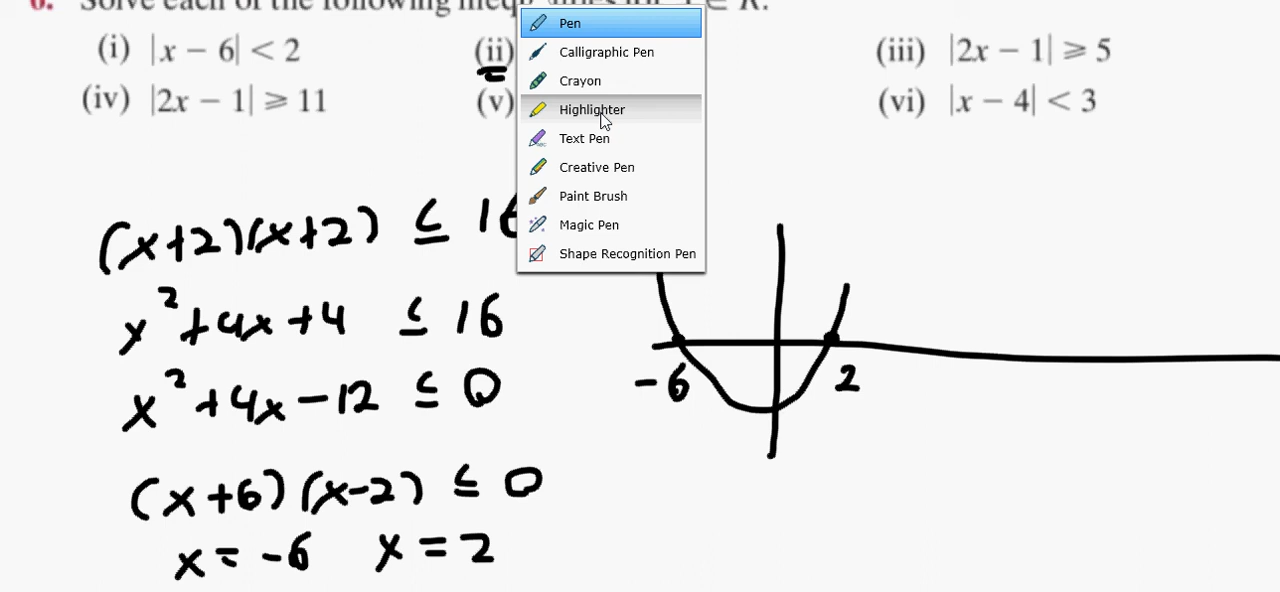 6. Solve each of the following ∈ R.
(i) |x − 6| < 2 (ii) (iii) |2x − 1| ⩾ 5
(iv) |2x − 1| ⩾ 11 (v) (vi) |x − 4| < 3
Pen
Calligraphic Pen
Crayon
Highlighter
Text Pen
Creative Pen
Paint Brush
Magic Pen
Shape Recognition Pen
(x+2)(x+2) ≤ 16
x²+4x+4 ≤ 16
x²+4x−12 ≤ 0
(x+6)(x−2) ≤ 0
x = −6 x = 2
−6 2